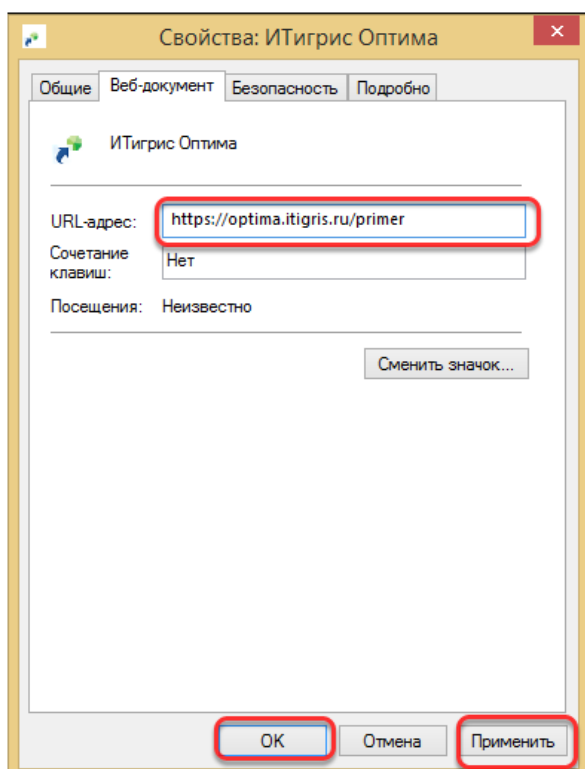 Свойства: ИТигрис Оптима
Общие Веб-документ Безопасность Подробно
ИТигрис Оптима
URL-адрес: https://optima.itigris.ru/primer
Сочетание
клавиш: Нет
Посещения: Неизвестно
Сменить значок...
OK Отмена Применить